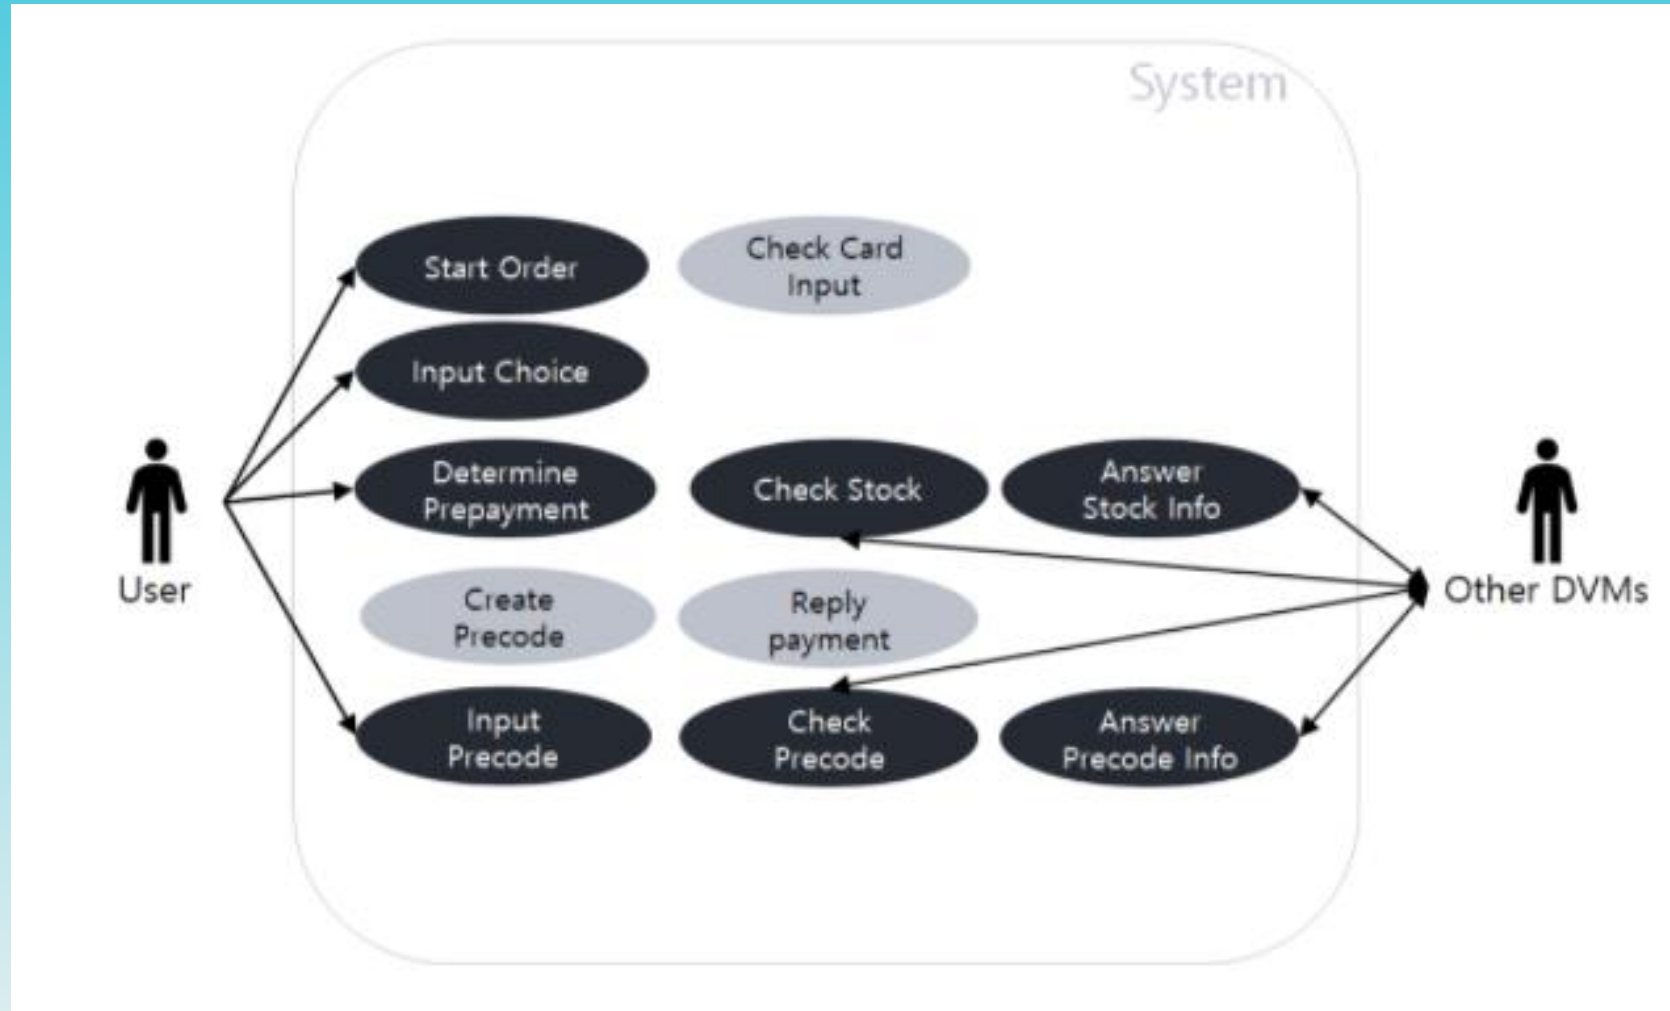 System
Start Order
Check Card
Input
Input Choice
Determine
Prepayment
Check Stock
Answer
Stock Info
User
Other DVMs
Create
Precode
Reply
payment
Input
Precode
Check
Precode
Answer
Precode Info